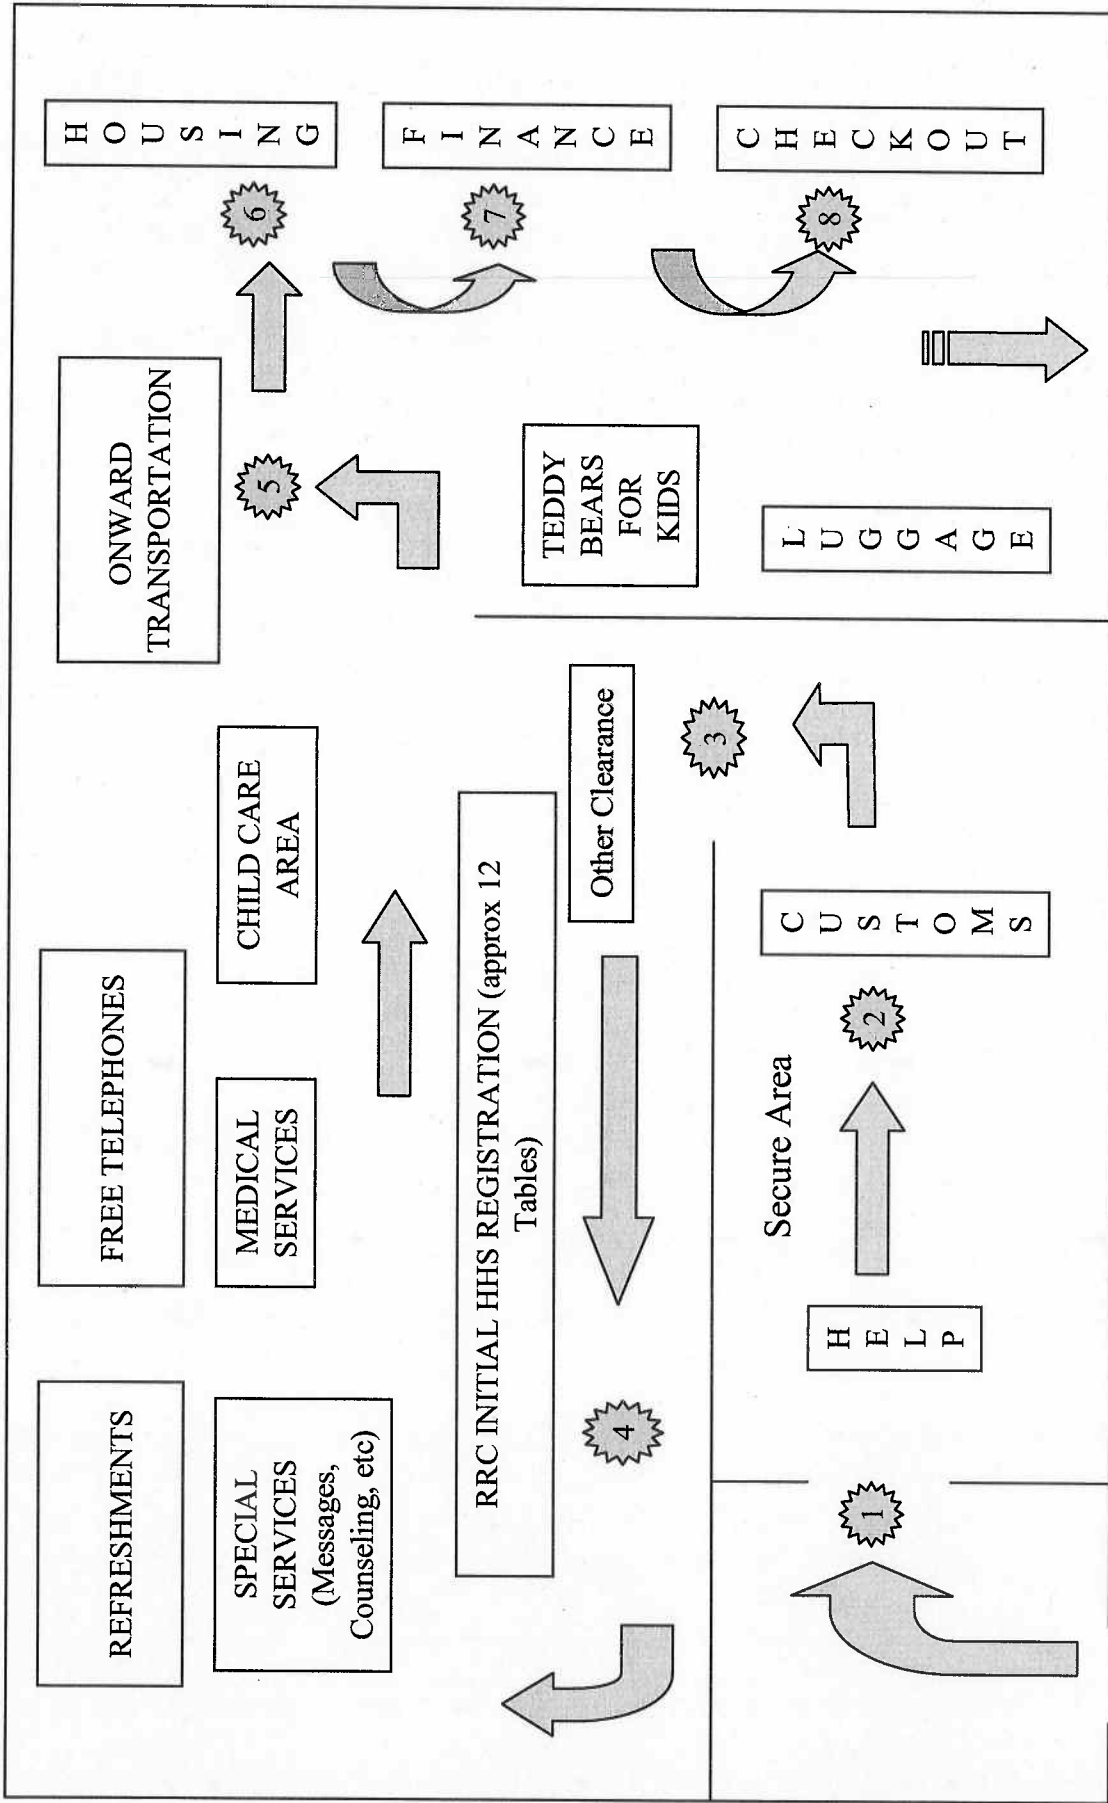 REFRESHMENTS
FREE TELEPHONES
ONWARD
TRANSPORTATION
HOUSING
SPECIAL
SERVICES
(Messages,
Counseling, etc)
MEDICAL
SERVICES
CHILD CARE
AREA
5
6
RRC INITIAL HHS REGISTRATION (approx 12
Tables)
FINANCE
7
4
Other Clearance
TEDDY
BEARS
FOR
KIDS
3
CHECKOUT
8
Secure Area
1
HELP
2
CUSTOMS
LUGGAGE